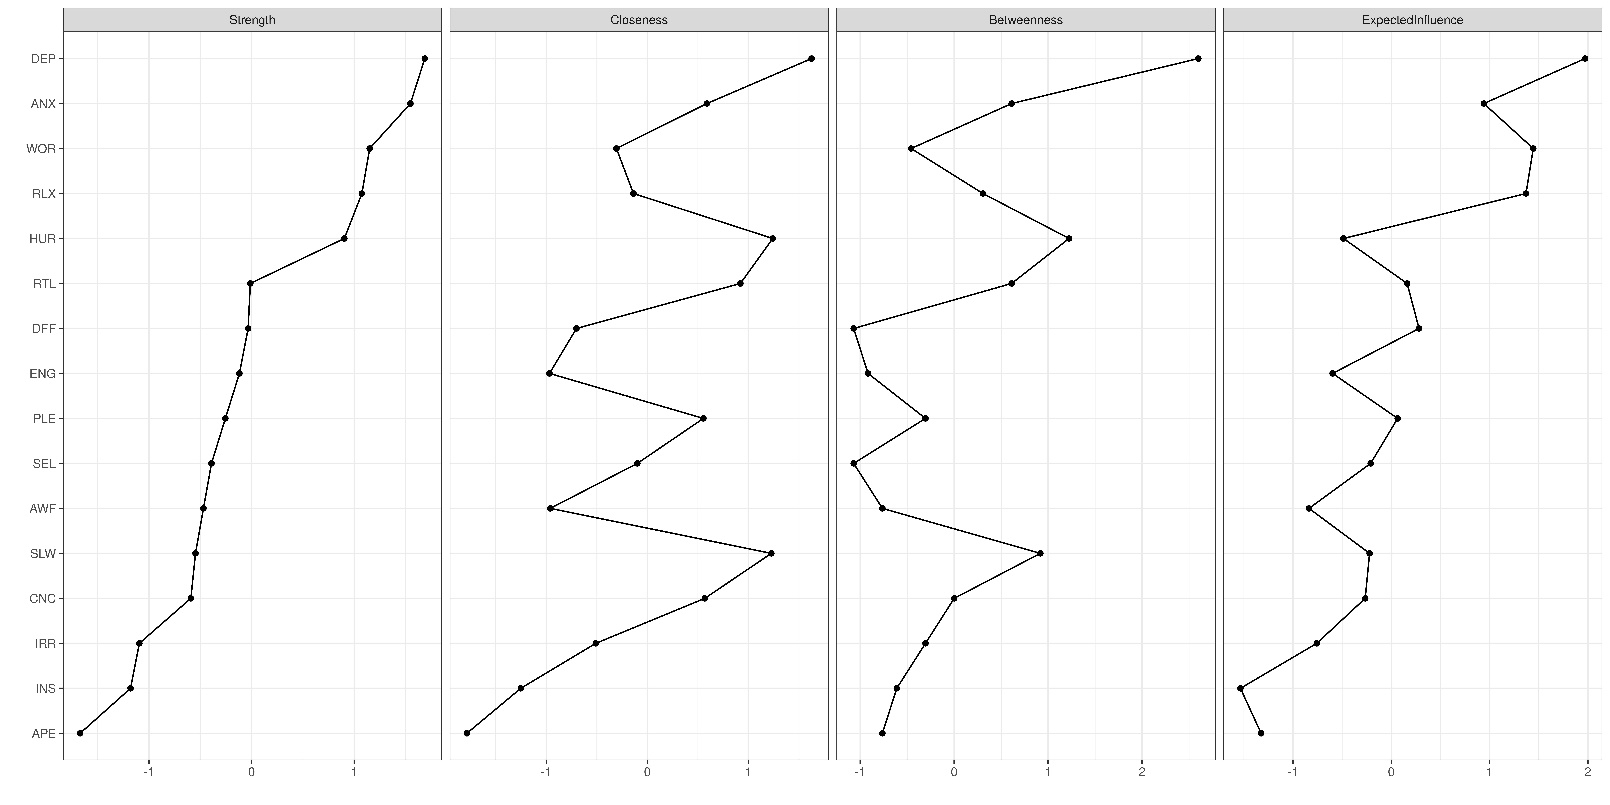 Strength Closeness Betweenness ExpectedInfluence
DEP
ANX
WOR
RLX
HUR
RTL
DFF
ENG
PLE
SEL
AWF
SLW
CNC
IRR
INS
APE
-1 0 1 -1 0 1 -1 0 1 2 -1 0 1 2